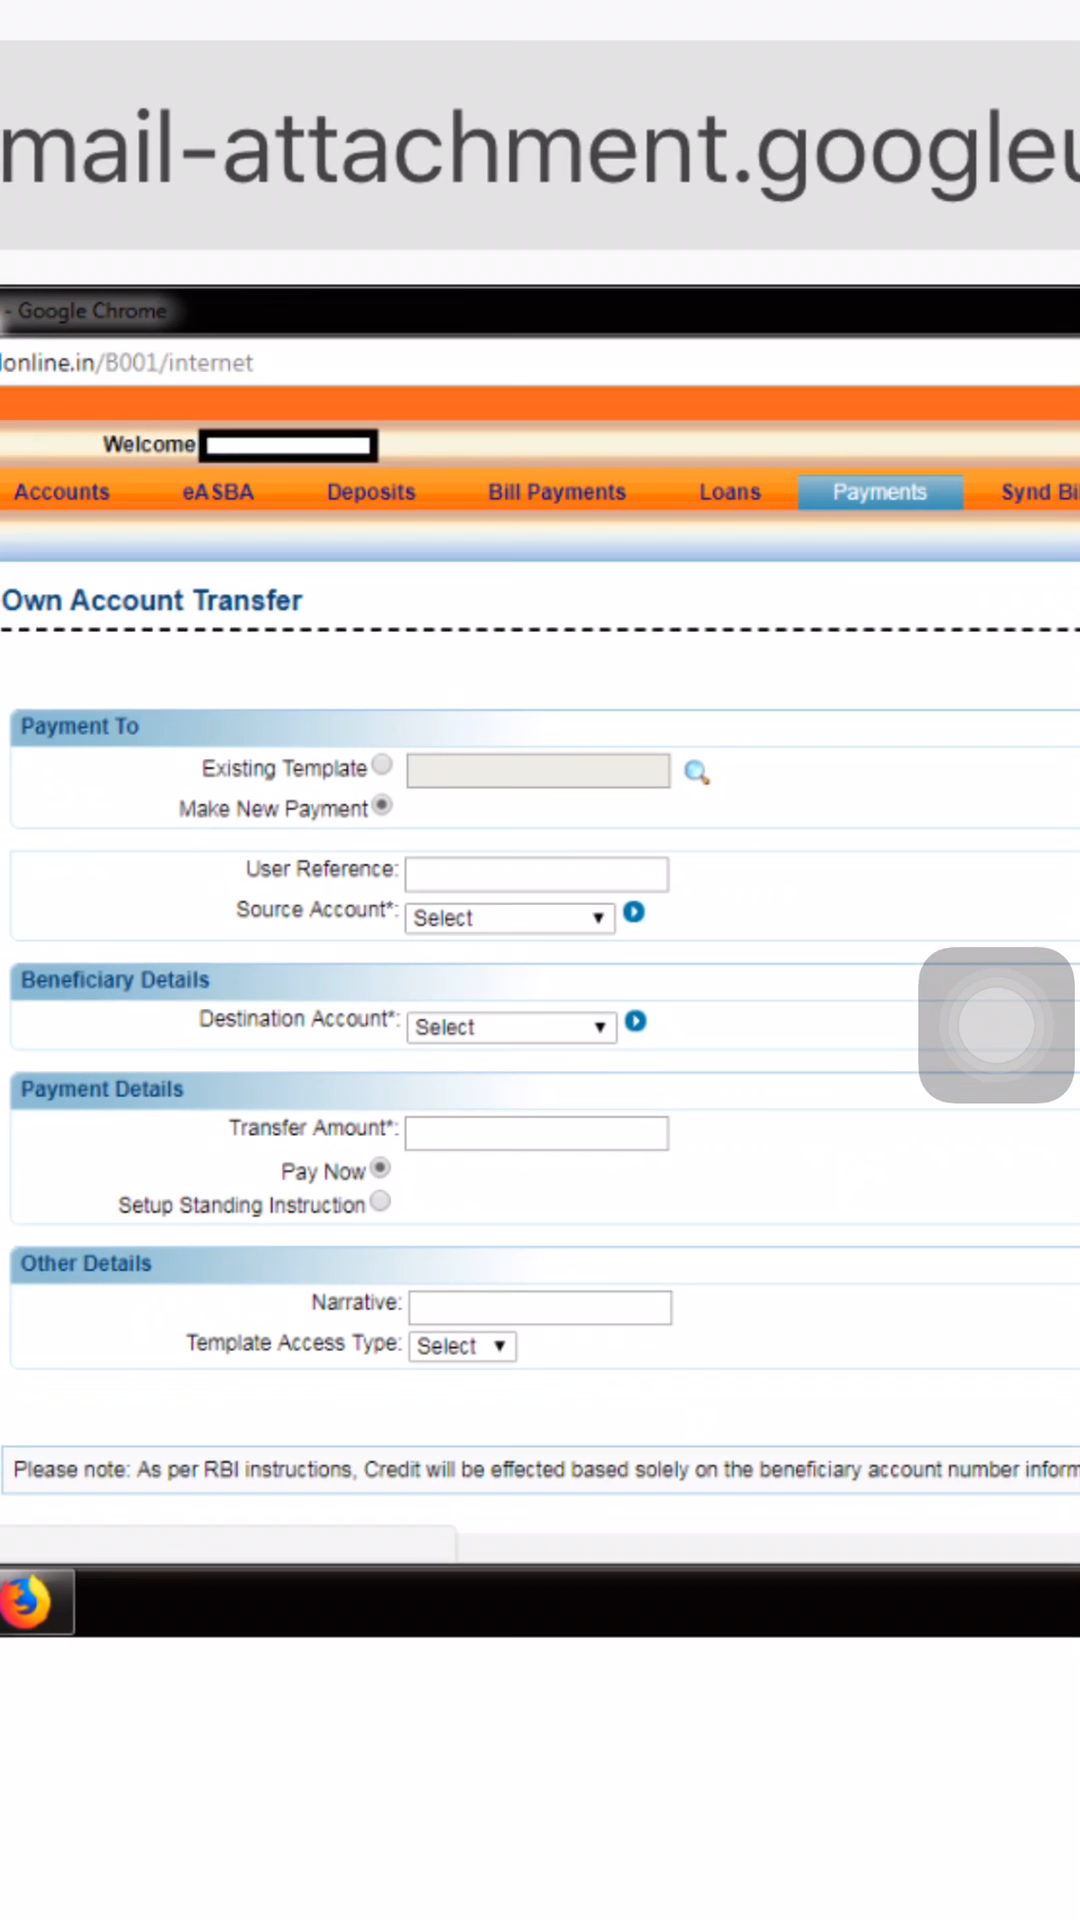 mail-attachment.google
- Google Chrome
online.in/B001/internet
Welcome
Accounts eASBA Deposits Bill Payments Loans Payments Synd Bi
Own Account Transfer
Payment To
Existing Template
Make New Payment
User Reference:
Source Account*: Select
Beneficiary Details
Destination Account*: Select
Payment Details
Transfer Amount*:
Pay Now
Setup Standing Instruction
Other Details
Narrative:
Template Access Type: Select
Please note: As per RBI instructions, Credit will be effected based solely on the beneficiary account number inform